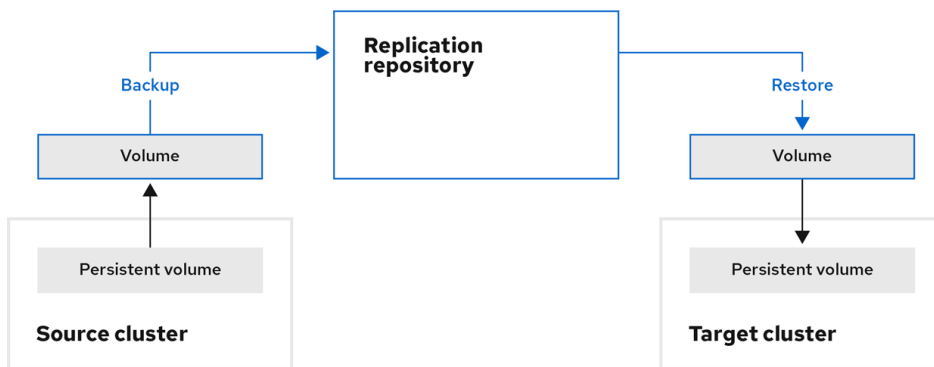 Replication
repository
Backup
Restore
Volume
Volume
Persistent volume
Persistent volume
Source cluster
Target cluster